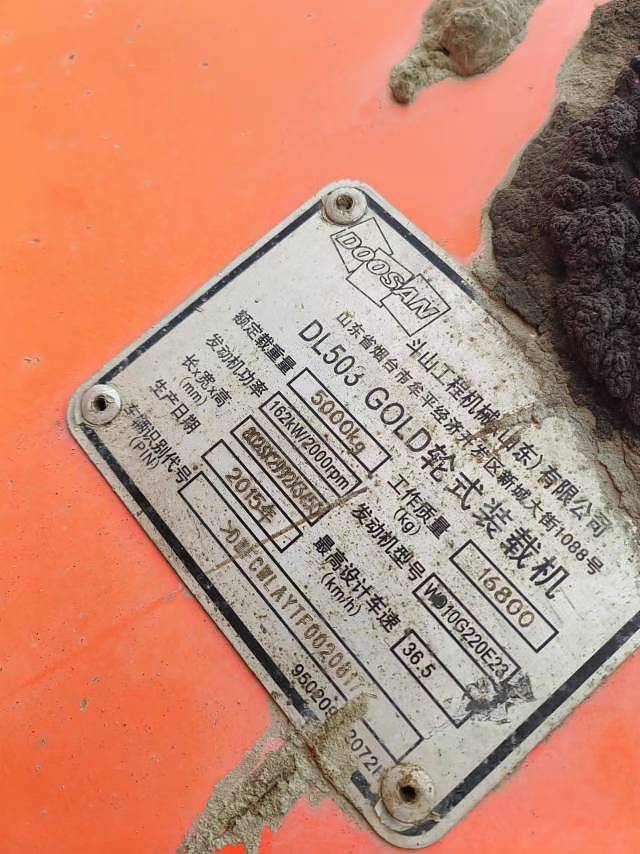 DOOSAN
斗山工程机械(山东)有限公司
山东省烟台市牟平经济开发区新城大街1088号
DL503 GOLD轮式装载机
额定载重量 5000kg 工作质量(kg) 16800
发动机功率 162kW/2000rpm 发动机型号 WD10G220E23
长×宽×高(mm)
生产日期 2015年 最高设计车速(km/h) 36.5
车辆识别代号(PIN)